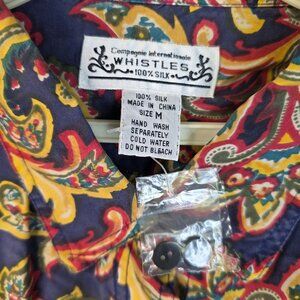 Compagnie internationale
WHISTLES
100% SILK
100% SILK
MADE IN CHINA
SIZE M
HAND WASH
SEPARATELY
COLD WATER
DO NOT BLEACH